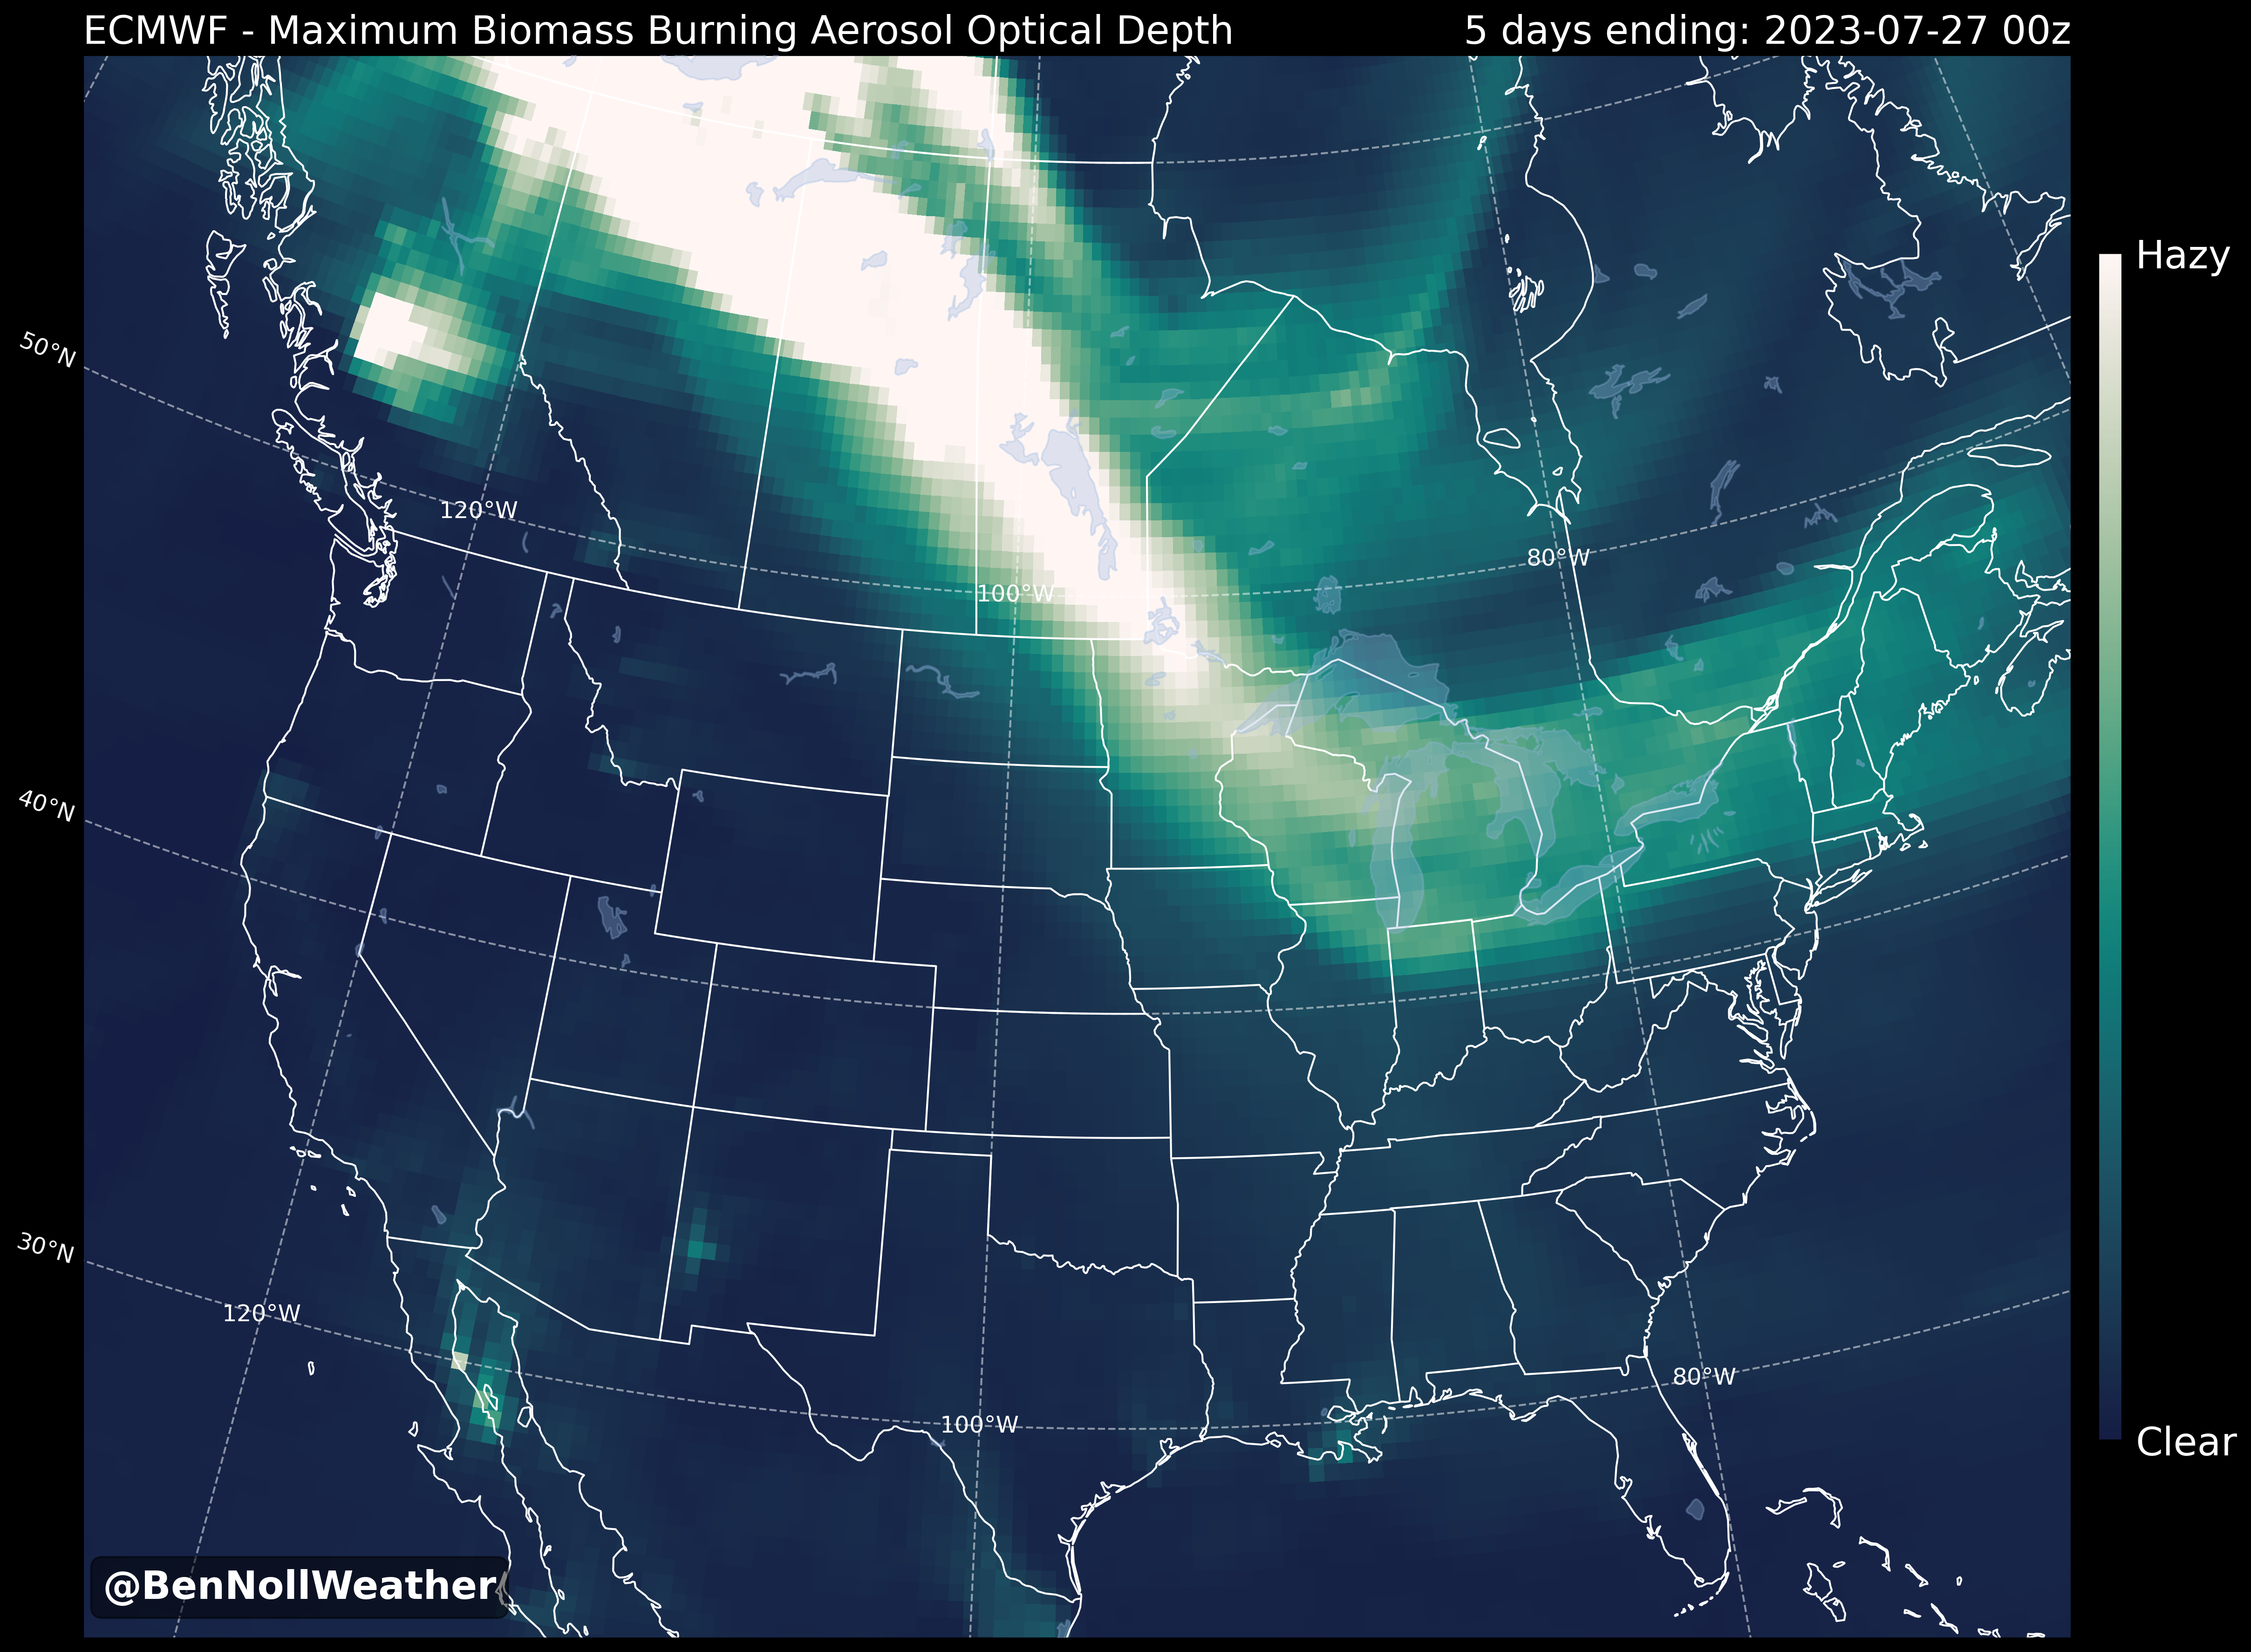 ECMWF - Maximum Biomass Burning Aerosol Optical Depth
5 days ending: 2023-07-27 00z
Hazy
50°N
120°W
80°W
100°W
40°N
30°N
120°W
80°W
100°W
Clear
@BenNollWeather